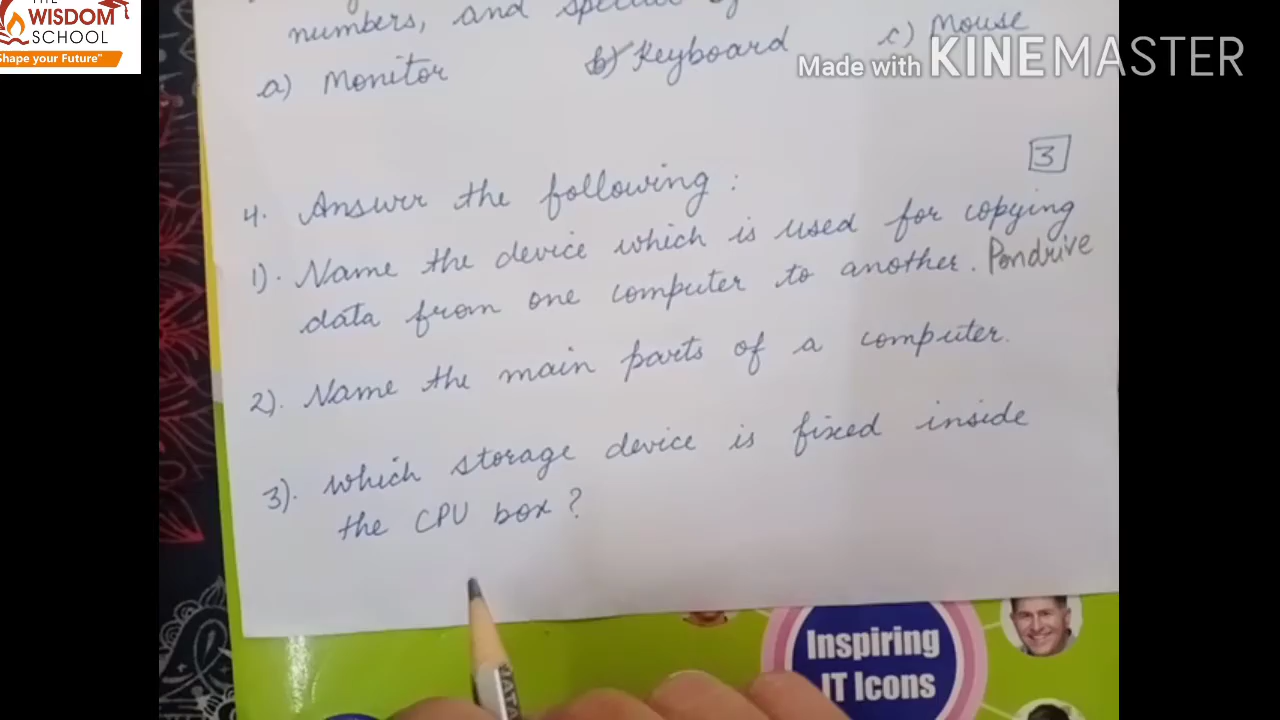 THE
WISDOM
SCHOOL
Shape your Future"
numbers, and special
a) Monitor b) Keyboard c) Mouse
Made with KINEMASTER
3
4. Answer the following :
1). Name the device which is used for copying
data from one computer to another. Pendrive
2). Name the main parts of a computer.
3). which storage device is fixed inside
the CPU box ?
Inspiring
IT Icons